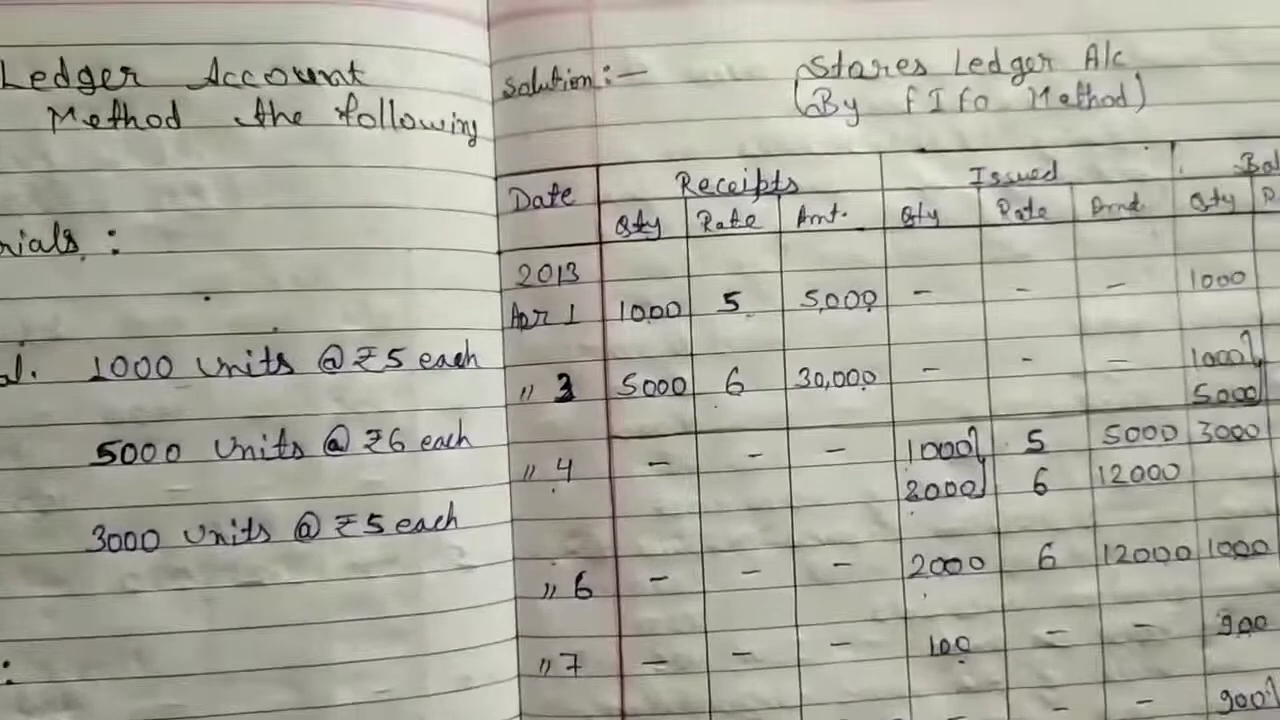 Ledger Account
Method the following
rials :
1000 Units @ ₹5 each
5000 Units @ ₹6 each
3000 Units @ ₹5 each
:
Solution :—
Stores Ledger A/c
(By FIFO Method)
Date Receipts Issued Bal
Qty Rate Amt. Qty Rate Amt. Qty R
2013
Apr 1 1000 5 5,000 - - - 1000
" 3 5000 6 30,000 - - - 1000}
5000}
" 4 - - - 1000} 5 5000 3000
2000} 6 12000
" 6 - - - 2000 6 12000 1000
" 7 - - - 100 - - 900
- - - 900}